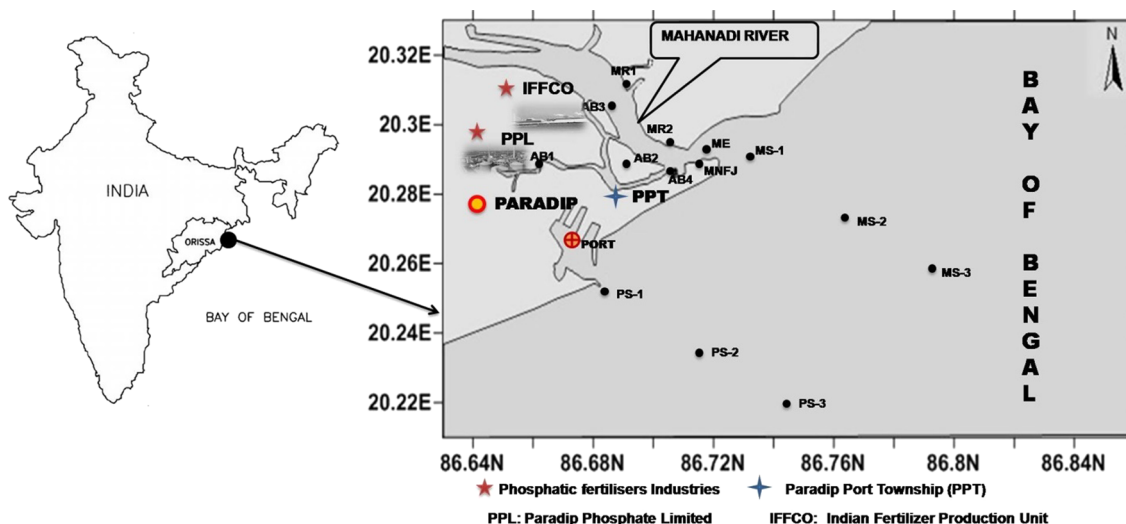 INDIA
ORISSA
BAY OF BENGAL
MAHANADI RIVER
N
20.32E
20.3E
20.28E
20.26E
20.24E
20.22E
MR1
IFFCO
AB3
PPL
MR2
ME
MS-1
AB1
AB2
MNFJ
AB4
PARADIP
PPT
MS-2
PORT
MS-3
PS-1
PS-2
PS-3
BAY OF BENGAL
86.64N 86.68N 86.72N 86.76N 86.8N 86.84N
Phosphatic fertilisers Industries Paradip Port Township (PPT)
PPL: Paradip Phosphate Limited IFFCO: Indian Fertilizer Production Unit